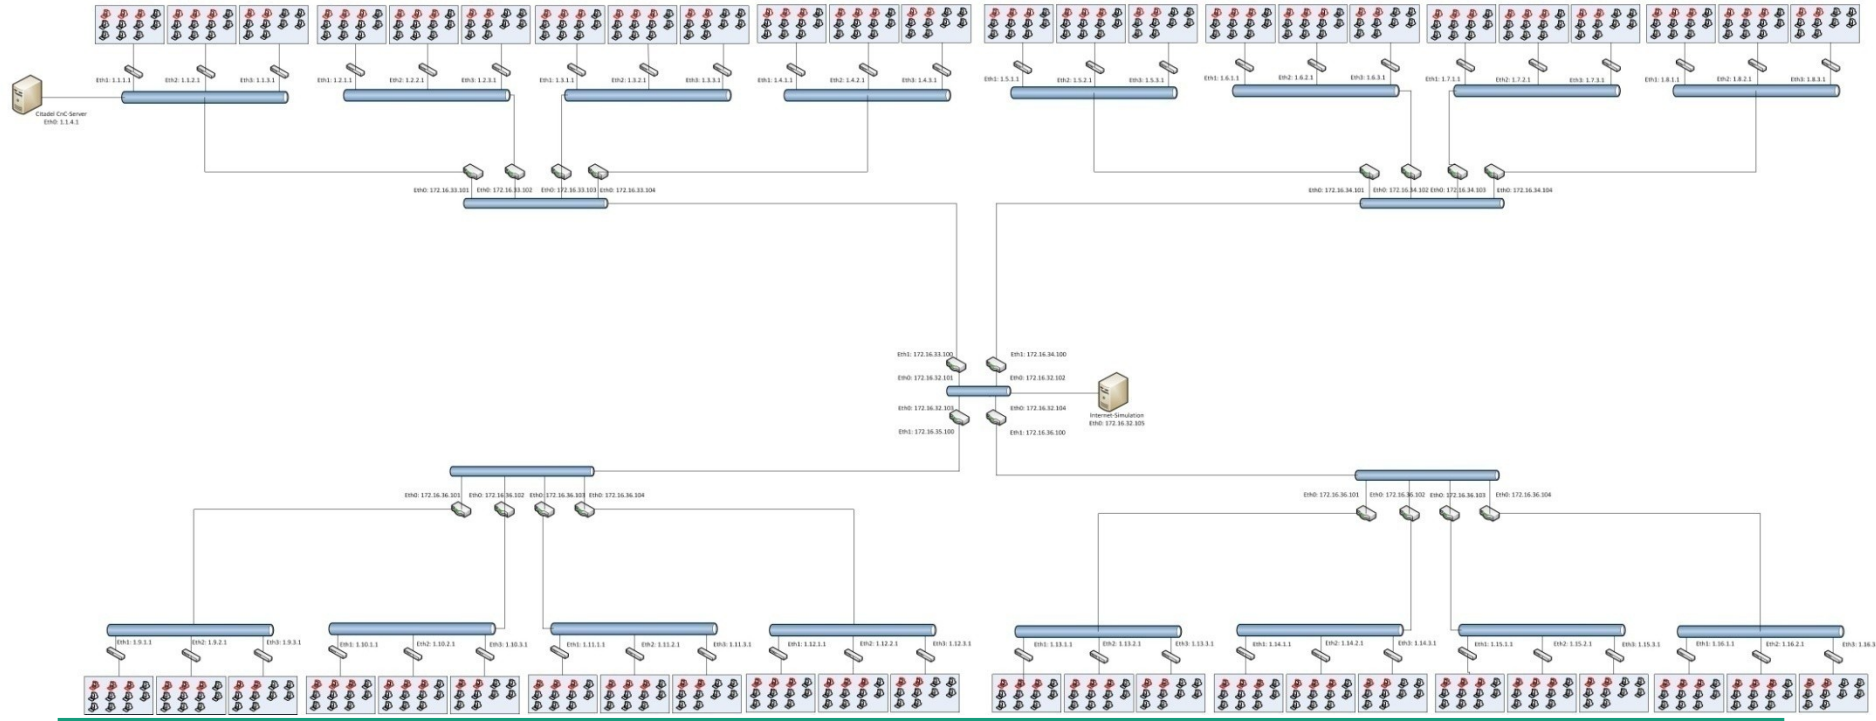 Eth1: 1.1.1.1 Eth2: 1.1.2.1 Eth3: 1.1.3.1 Eth1: 1.2.1.1 Eth2: 1.2.2.1 Eth3: 1.2.3.1 Eth1: 1.3.1.1 Eth2: 1.3.2.1 Eth3: 1.3.3.1 Eth1: 1.4.1.1 Eth2: 1.4.2.1 Eth3: 1.4.3.1 Eth1: 1.5.1.1 Eth2: 1.5.2.1 Eth3: 1.5.3.1 Eth1: 1.6.1.1 Eth2: 1.6.2.1 Eth3: 1.6.3.1 Eth1: 1.7.1.1 Eth2: 1.7.2.1 Eth3: 1.7.3.1 Eth1: 1.8.1.1 Eth2: 1.8.2.1 Eth3: 1.8.3.1
Citadel CnC-Server
Eth0: 1.1.4.1
Eth0: 172.16.33.101 Eth0: 172.16.33.102 Eth0: 172.16.33.103 Eth0: 172.16.33.104 Eth0: 172.16.34.101 Eth0: 172.16.34.102 Eth0: 172.16.34.103 Eth0: 172.16.34.104
Eth1: 172.16.33.100 Eth1: 172.16.34.100
Eth0: 172.16.32.101 Eth0: 172.16.32.102
Eth0: 172.16.32.103 Eth0: 172.16.32.104
Internet-Simulation
Eth0: 172.16.32.105
Eth1: 172.16.35.100 Eth1: 172.16.36.100
Eth0: 172.16.36.101 Eth0: 172.16.36.102 Eth0: 172.16.36.103 Eth0: 172.16.36.104 Eth0: 172.16.36.101 Eth0: 172.16.36.102 Eth0: 172.16.36.103 Eth0: 172.16.36.104
Eth1: 1.9.1.1 Eth2: 1.9.2.1 Eth3: 1.9.3.1 Eth1: 1.10.1.1 Eth2: 1.10.2.1 Eth3: 1.10.3.1 Eth1: 1.11.1.1 Eth2: 1.11.2.1 Eth3: 1.11.3.1 Eth1: 1.12.1.1 Eth2: 1.12.2.1 Eth3: 1.12.3.1 Eth1: 1.13.1.1 Eth2: 1.13.2.1 Eth3: 1.13.3.1 Eth1: 1.14.1.1 Eth2: 1.14.2.1 Eth3: 1.14.3.1 Eth1: 1.15.1.1 Eth2: 1.15.2.1 Eth3: 1.15.3.1 Eth1: 1.16.1.1 Eth2: 1.16.2.1 Eth3: 1.16.3